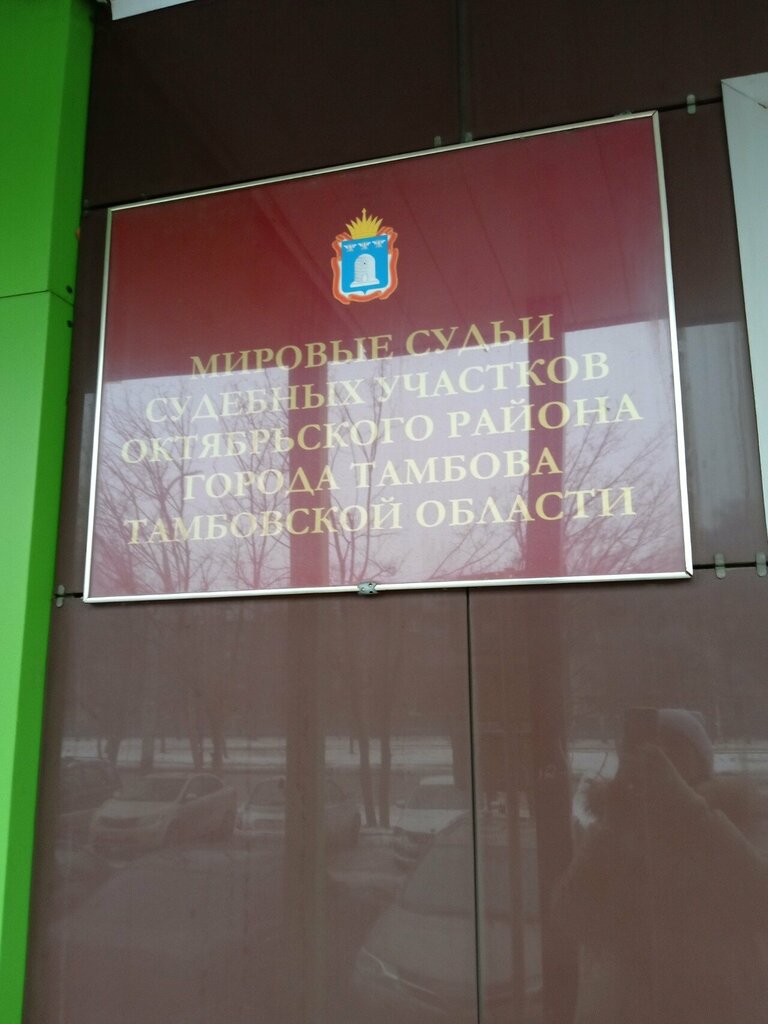 МИРОВЫЕ СУДЬИ
СУДЕБНЫХ УЧАСТКОВ
ОКТЯБРЬСКОГО РАЙОНА
ГОРОДА ТАМБОВА
ТАМБОВСКОЙ ОБЛАСТИ